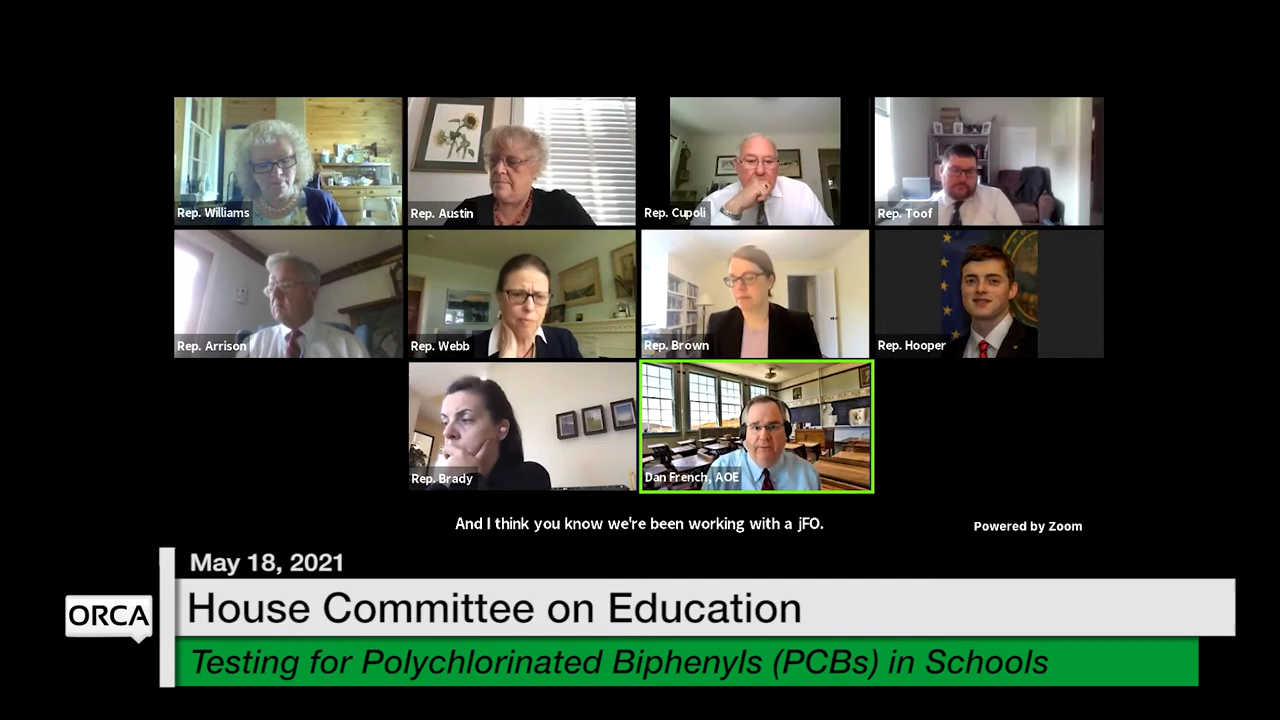 Rep. Williams
Rep. Austin
Rep. Cupoli
Rep. Toof
Rep. Arrison
Rep. Webb
Rep. Brown
Rep. Hooper
Rep. Brady
Dan French, AOE
And I think you know we're been working with a jFO.
Powered by Zoom
May 18, 2021
ORCA
House Committee on Education
Testing for Polychlorinated Biphenyls (PCBs) in Schools